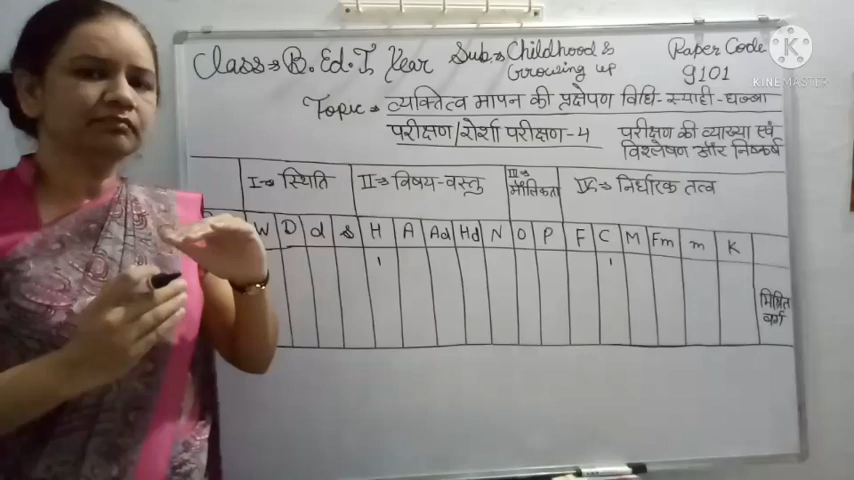 Class→ B.Ed. I Year Sub.→ Childhood & Growing up Paper Code 9101
KINEMASTER
Topic→ व्यक्तित्व मापन की प्रक्षेपण विधि-स्याही-धब्बा
परीक्षण/रोर्शा परीक्षण-4 परीक्षण की व्याख्या एवं
विश्लेषण और निष्कर्ष
I→ स्थिति II→ विषय-वस्तु III→ मौलिकता IV→ निर्धारक तत्व
W D d S H A Ad Hd N O P F C M Fm m K
मिश्रित
वर्ग